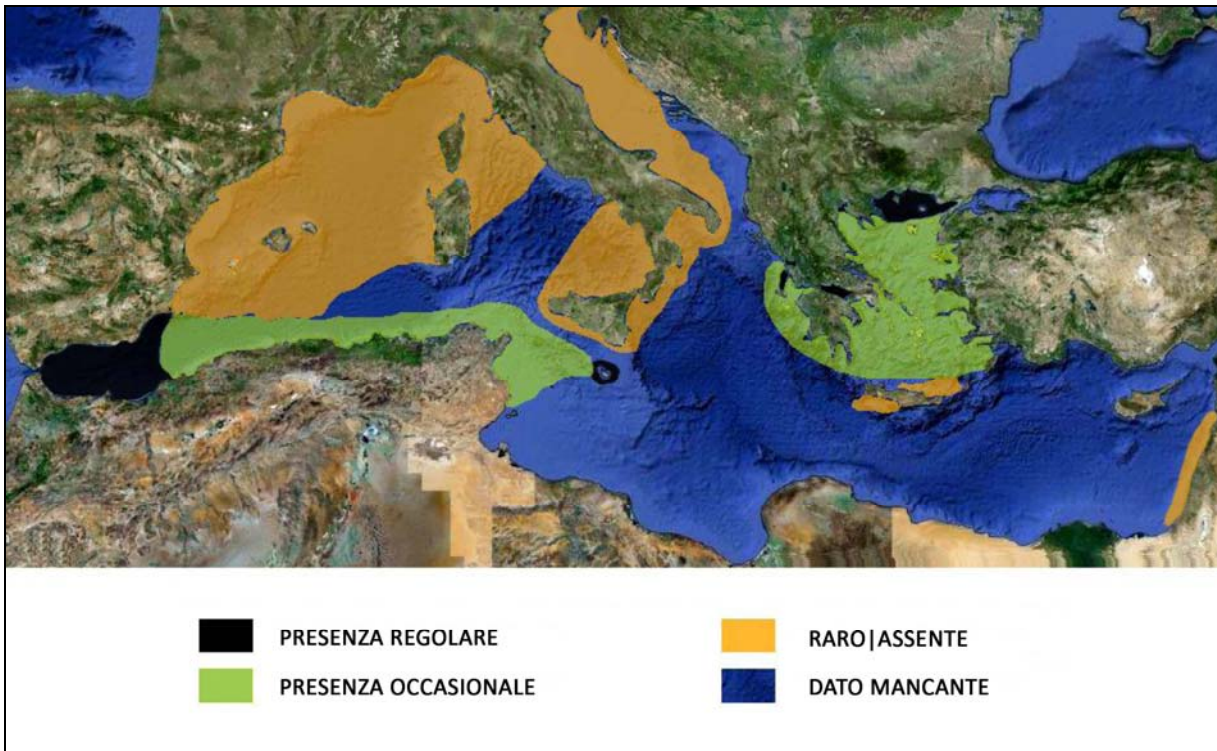 PRESENZA REGOLARE
PRESENZA OCCASIONALE
RARO|ASSENTE
DATO MANCANTE